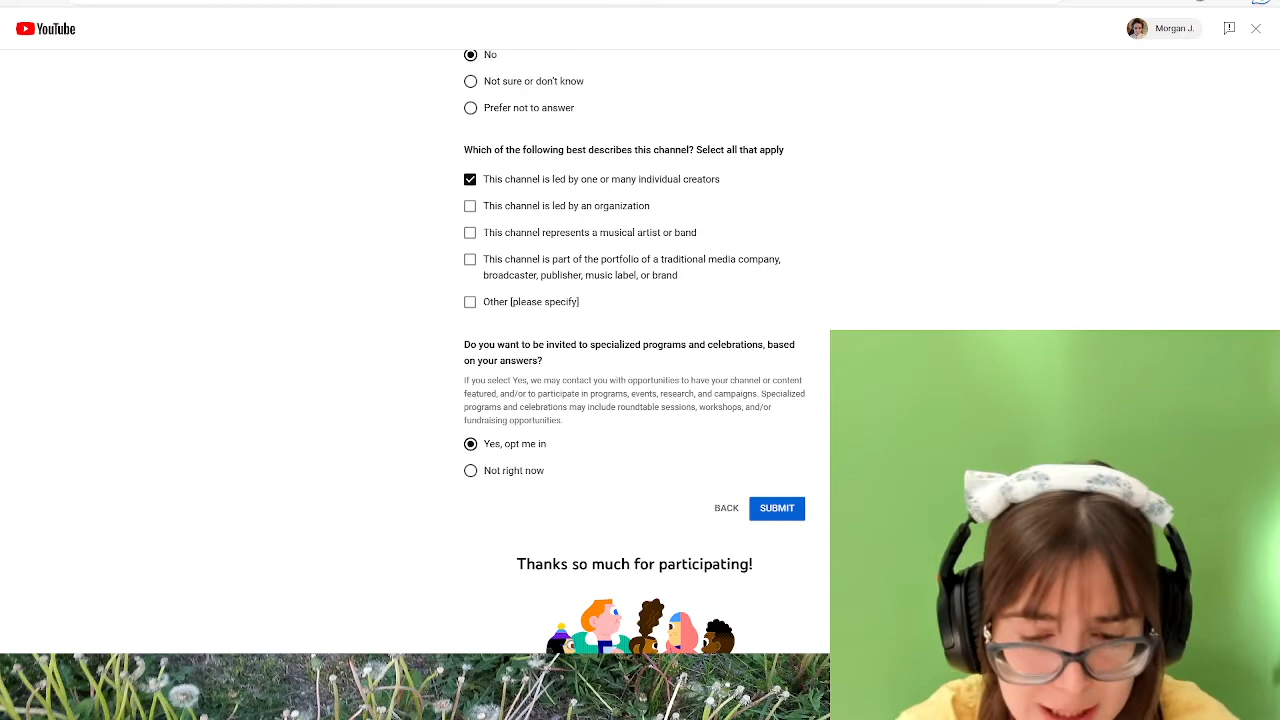 YouTube
Morgan J.
No
Not sure or don't know
Prefer not to answer
Which of the following best describes this channel? Select all that apply
This channel is led by one or many individual creators
This channel is led by an organization
This channel represents a musical artist or band
This channel is part of the portfolio of a traditional media company,
broadcaster, publisher, music label, or brand
Other [please specify]
Do you want to be invited to specialized programs and celebrations, based
on your answers?
If you select Yes, we may contact you with opportunities to have your channel or content
featured, and/or to participate in programs, events, research, and campaigns. Specialized
programs and celebrations may include roundtable sessions, workshops, and/or
fundraising opportunities.
Yes, opt me in
Not right now
BACK SUBMIT
Thanks so much for participating!